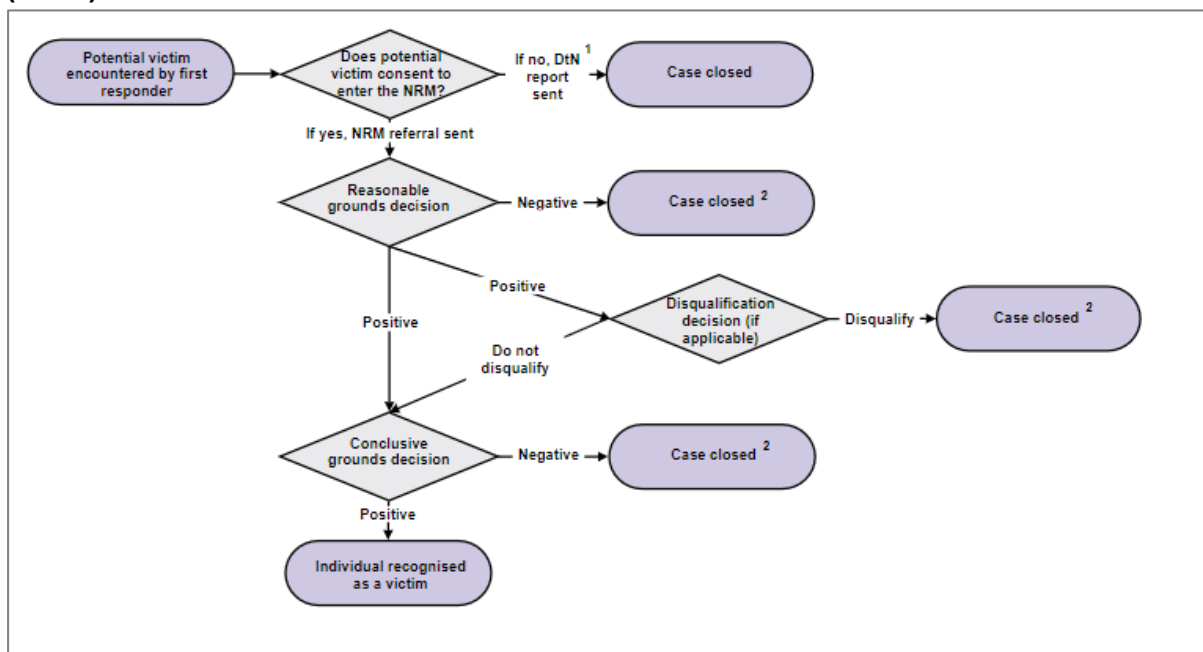 Potential victim
encountered by first
responder
Does potential
victim consent to
enter the NRM?
If no, DtN 1
report
sent
Case closed
If yes, NRM referral sent
Reasonable
grounds decision
Negative
Case closed 2
Positive
Positive
Disqualification
decision (if
applicable)
Disqualify
Case closed 2
Do not
disqualify
Conclusive
grounds decision
Negative
Case closed 2
Positive
Individual recognised
as a victim